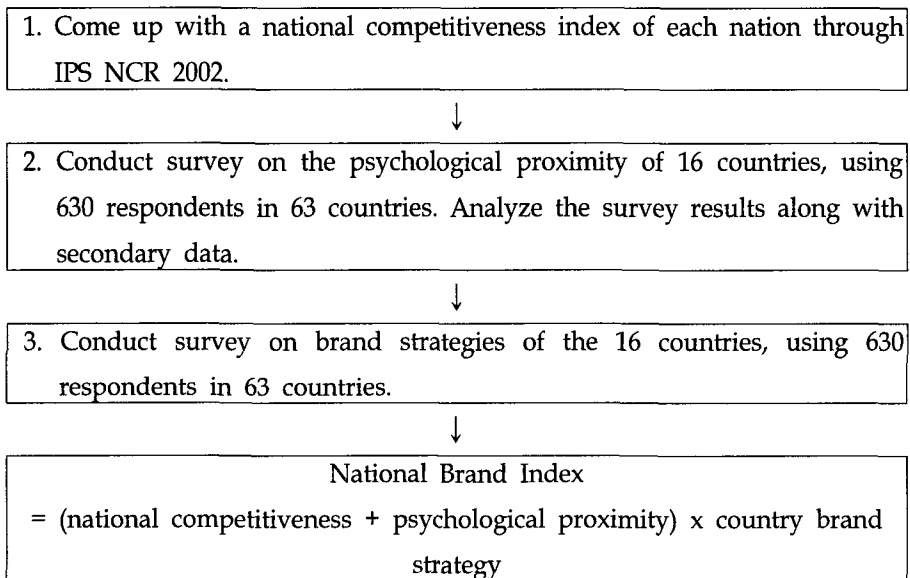 1. Come up with a national competitiveness index of each nation through
IPS NCR 2002.
↓
2. Conduct survey on the psychological proximity of 16 countries, using
630 respondents in 63 countries. Analyze the survey results along with
secondary data.
↓
3. Conduct survey on brand strategies of the 16 countries, using 630
respondents in 63 countries.
↓
National Brand Index
= (national competitiveness + psychological proximity) x country brand
strategy